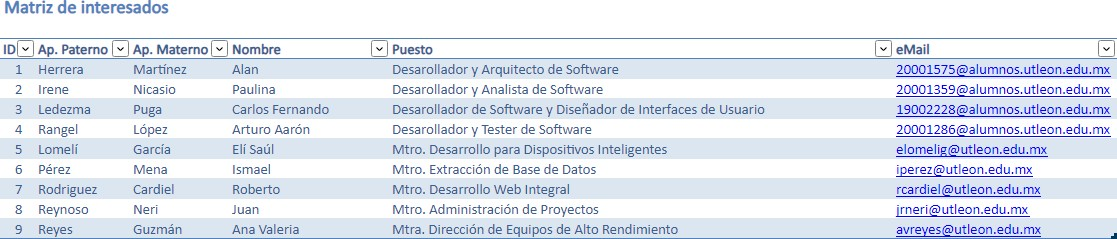 Matriz de interesados
ID Ap. Paterno Ap. Materno Nombre Puesto eMail
1 Herrera Martínez Alan Desarollador y Arquitecto de Software 20001575@alumnos.utleon.edu.mx
2 Irene Nicasio Paulina Desarollador y Analista de Software 20001359@alumnos.utleon.edu.mx
3 Ledezma Puga Carlos Fernando Desarollador de Software y Diseñador de Interfaces de Usuario 19002228@alumnos.utleon.edu.mx
4 Rangel López Arturo Aarón Desarollador y Tester de Software 20001286@alumnos.utleon.edu.mx
5 Lomelí García Elí Saúl Mtro. Desarrollo para Dispositivos Inteligentes elomelig@utleon.edu.mx
6 Pérez Mena Ismael Mtro. Extracción de Base de Datos iperez@utleon.edu.mx
7 Rodriguez Cardiel Roberto Mtro. Desarrollo Web Integral rcardiel@utleon.edu.mx
8 Reynoso Neri Juan Mtro. Administración de Proyectos jrneri@utleon.edu.mx
9 Reyes Guzmán Ana Valeria Mtra. Dirección de Equipos de Alto Rendimiento avreyes@utleon.edu.mx